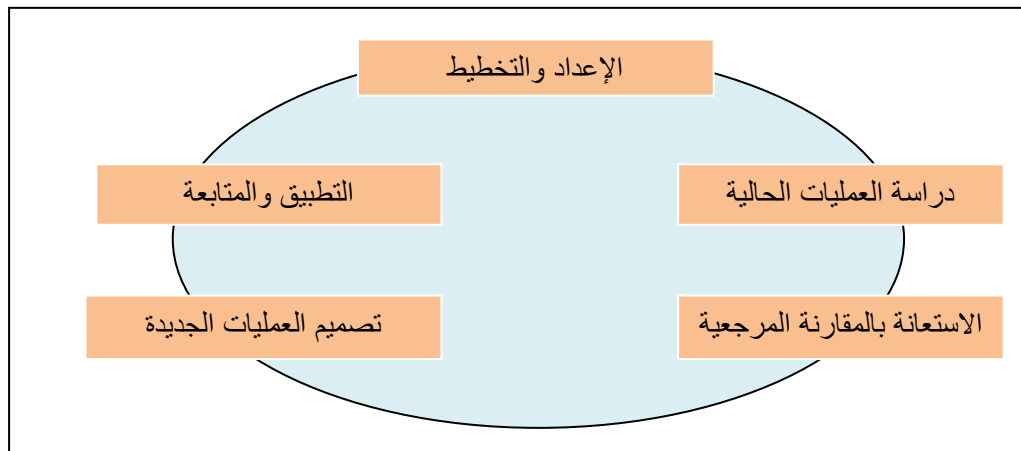 الإعداد والتخطيط
دراسة العمليات الحالية
التطبيق والمتابعة
الاستعانة بالمقارنة المرجعية
تصميم العمليات الجديدة